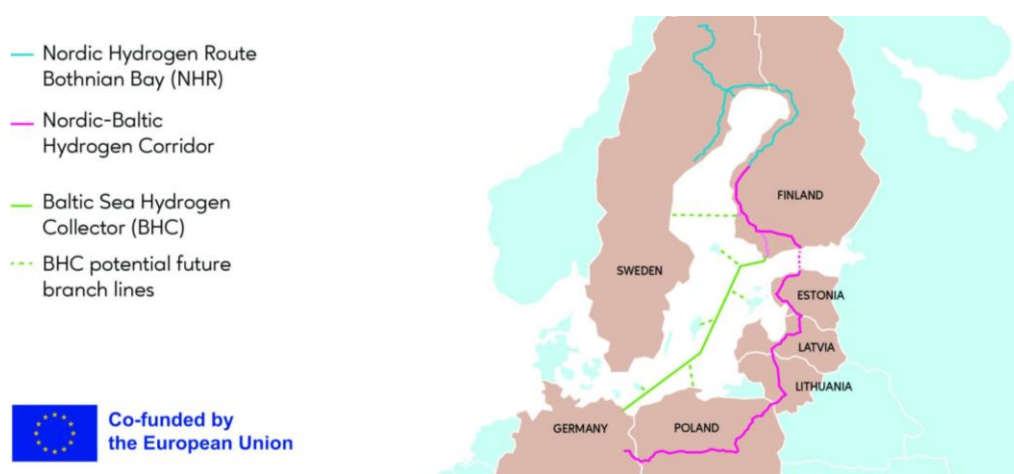 Nordic Hydrogen Route
Bothnian Bay (NHR)
Nordic-Baltic
Hydrogen Corridor
Baltic Sea Hydrogen
Collector (BHC)
BHC potential future
branch lines
FINLAND
SWEDEN
ESTONIA
LATVIA
LITHUANIA
GERMANY
POLAND
Co-funded by
the European Union